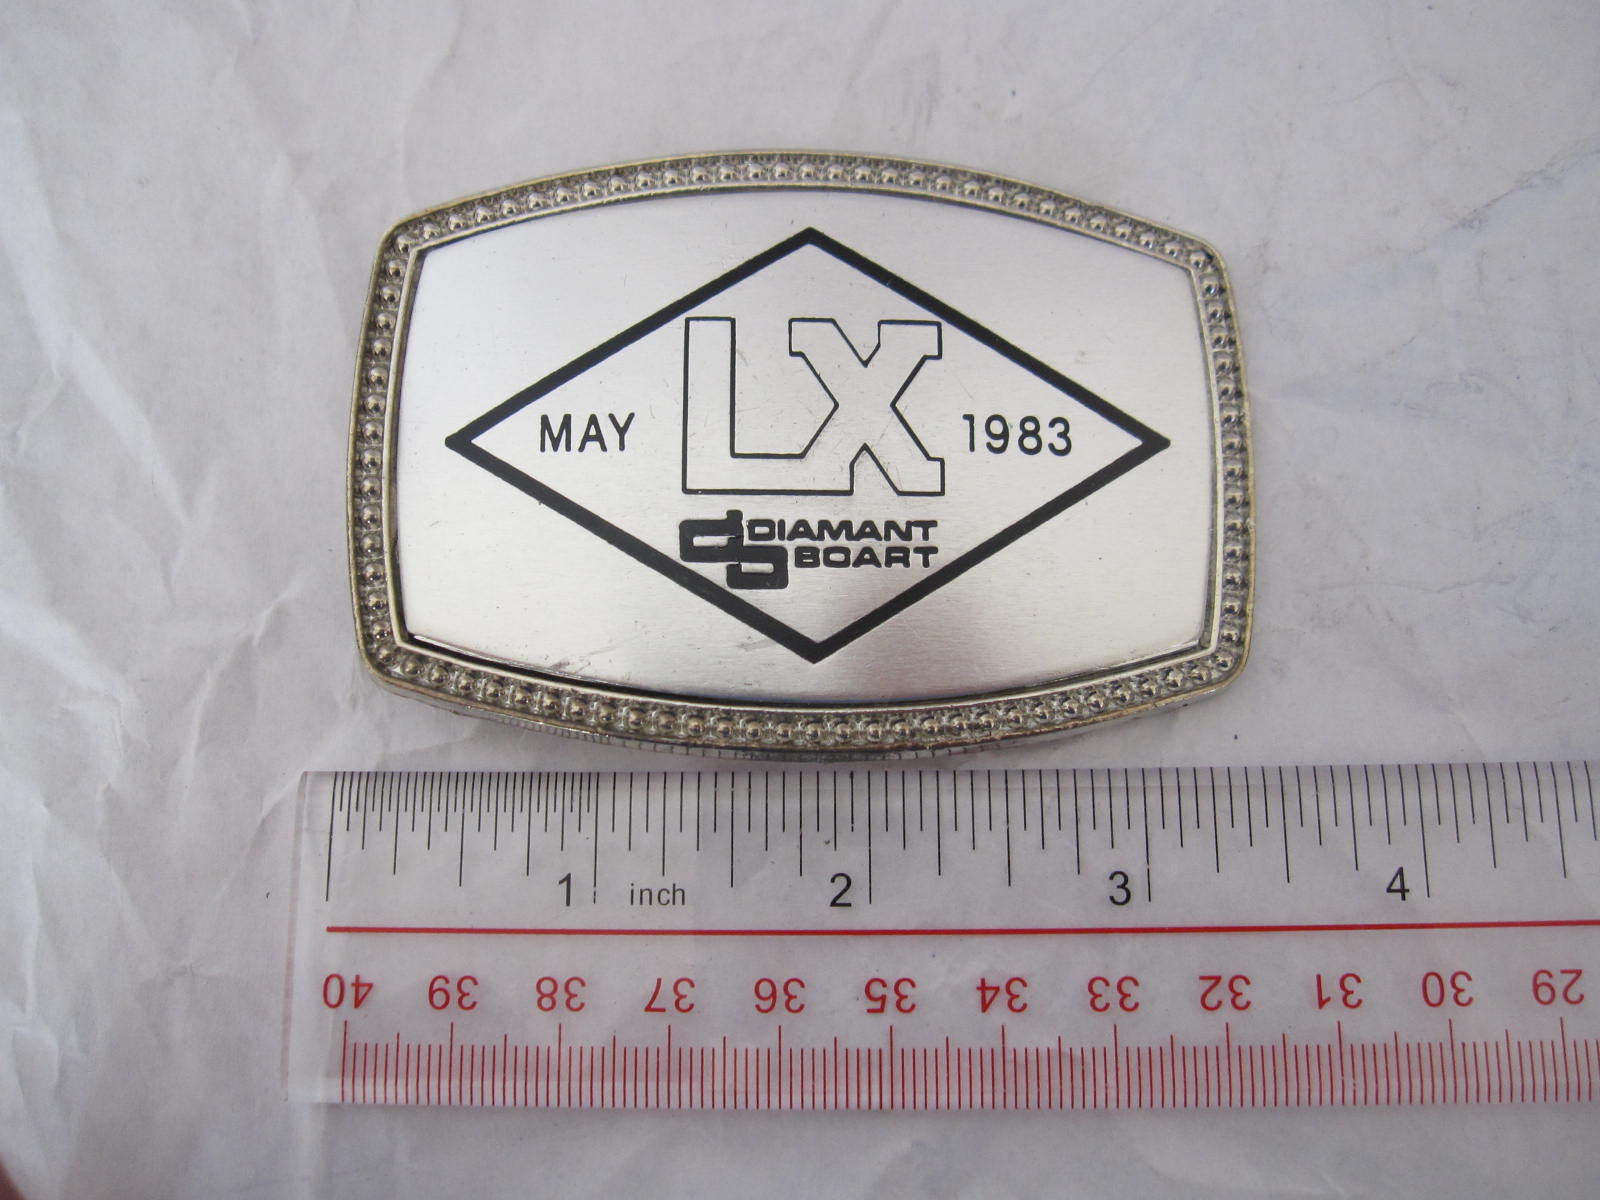 LX
MAY 1983
db DIAMANT
BOART
1 inch 2 3 4
40 39 38 37 36 35 34 33 32 31 30 29